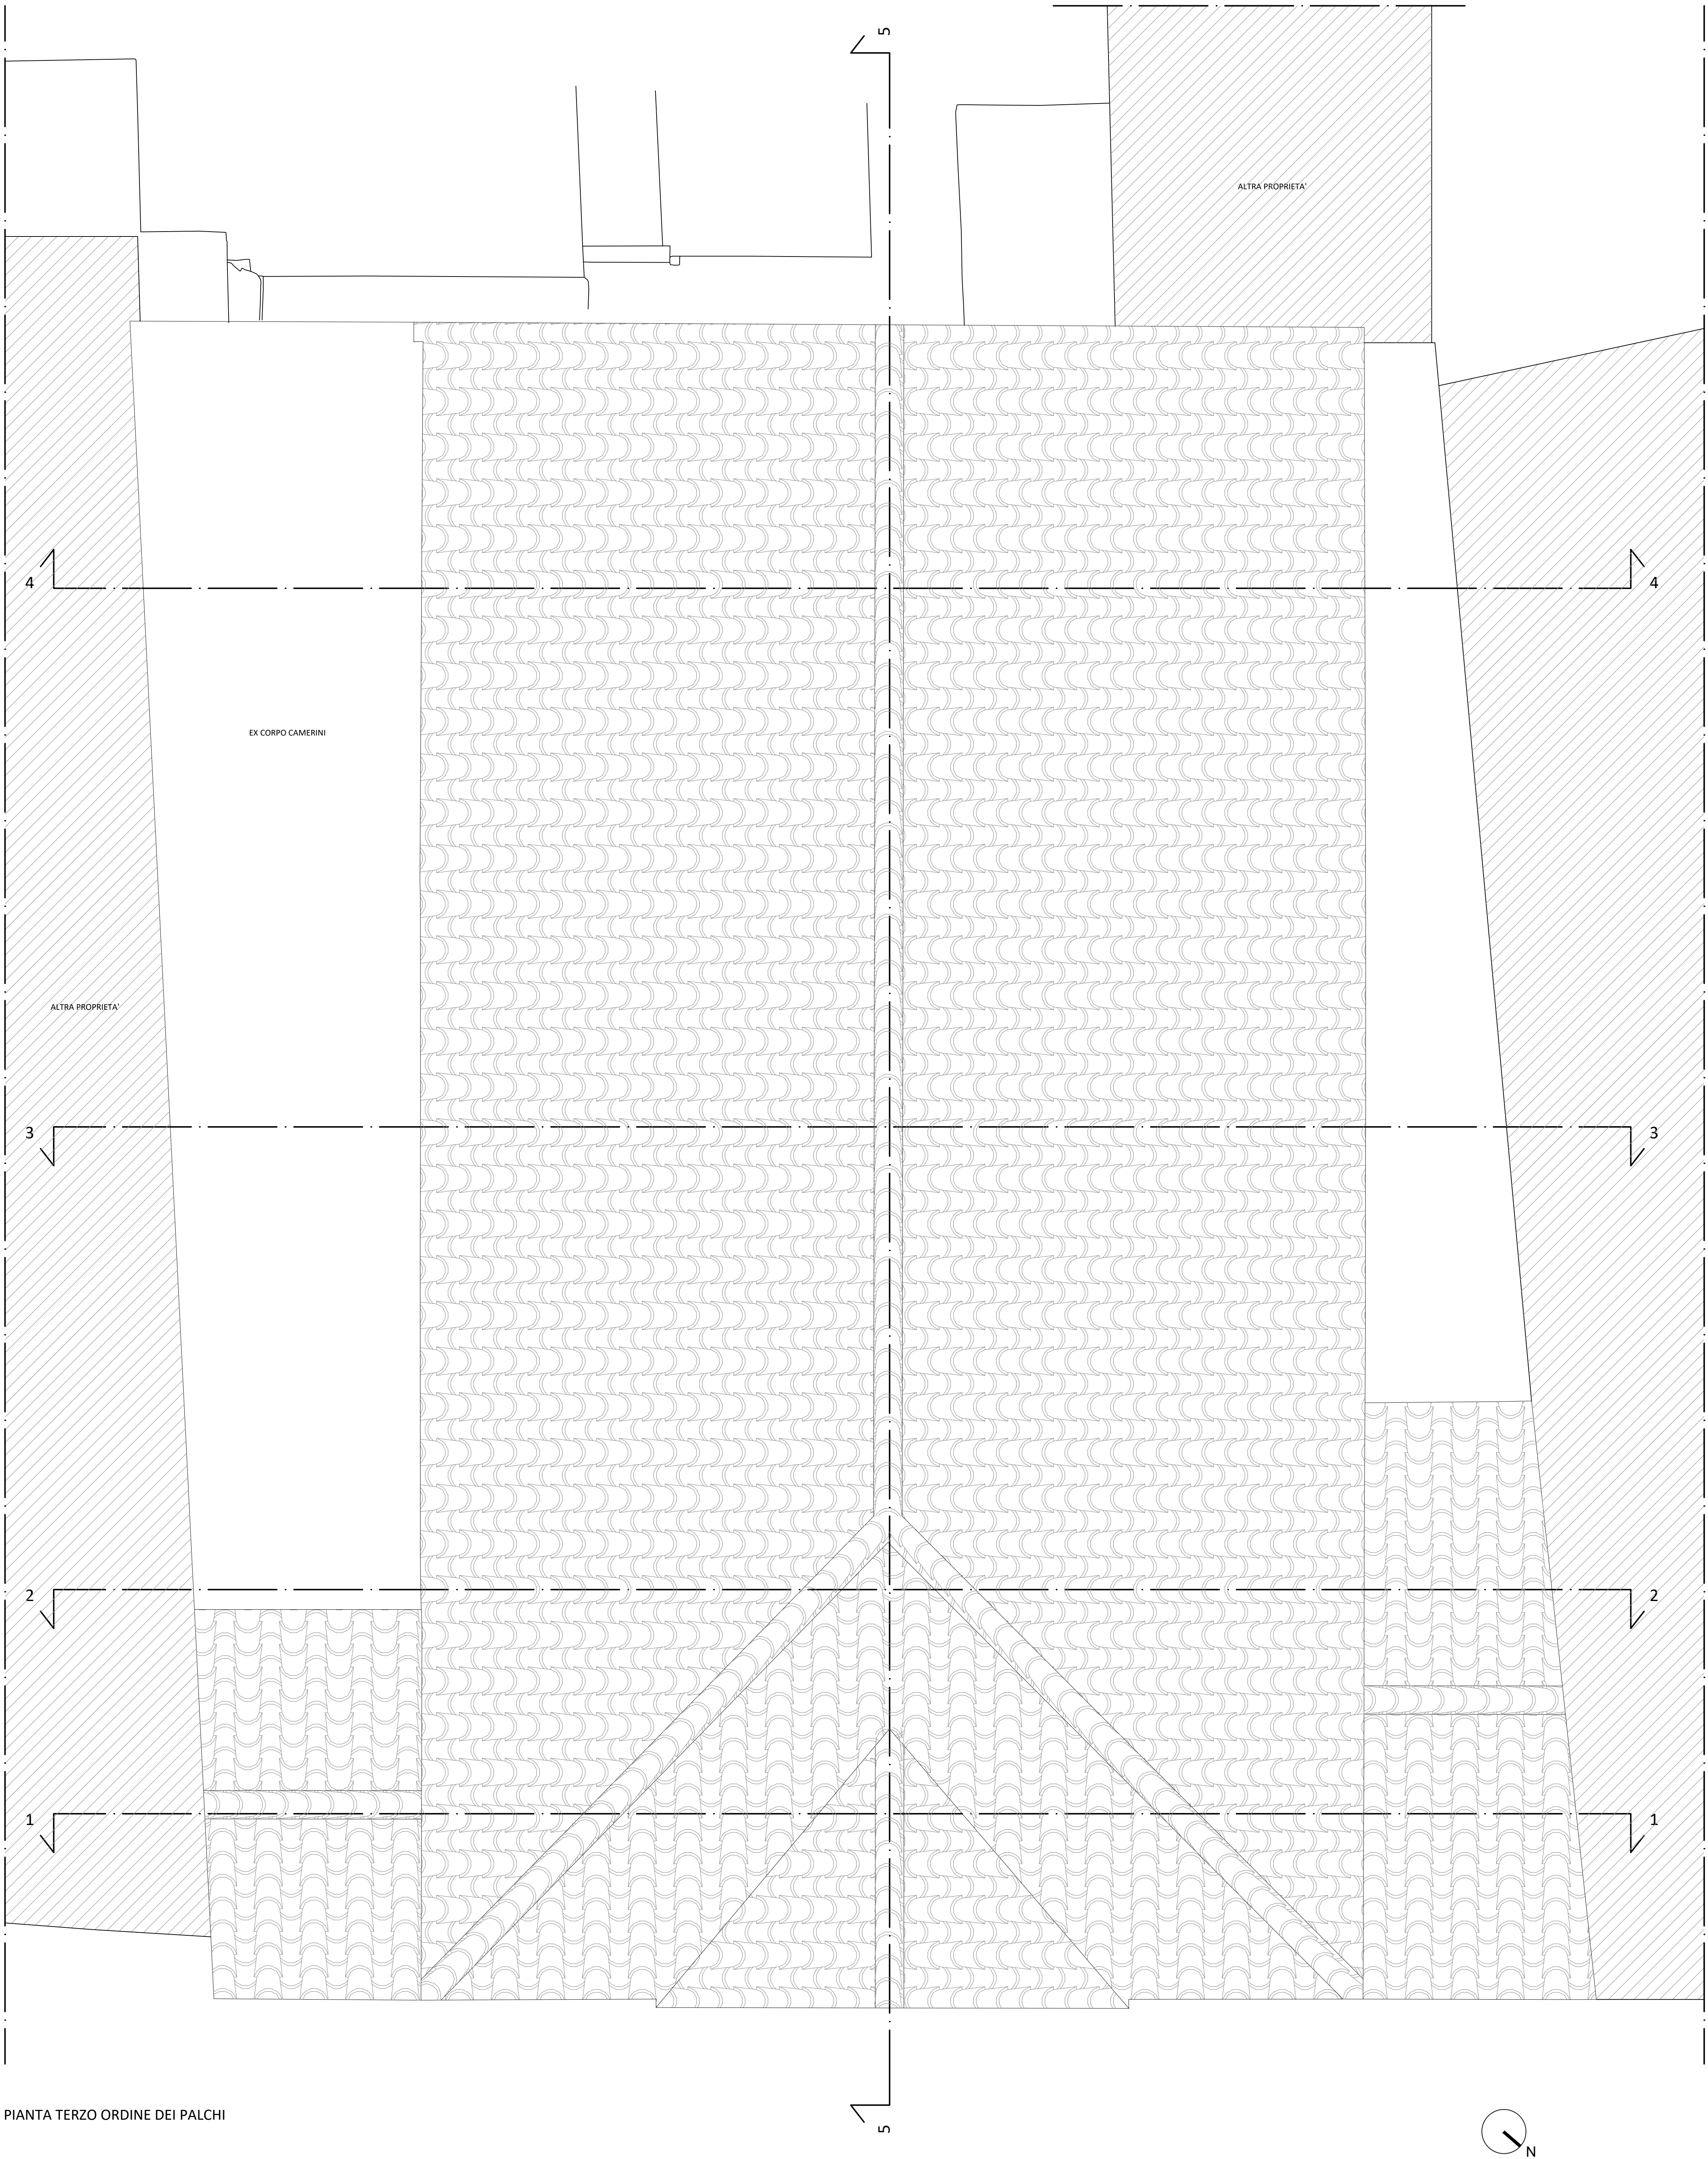 5
ALTRA PROPRIETA'
4
4
EX CORPO CAMERINI
ALTRA PROPRIETA'
3
3
2
2
1
1
PIANTA TERZO ORDINE DEI PALCHI
5
N